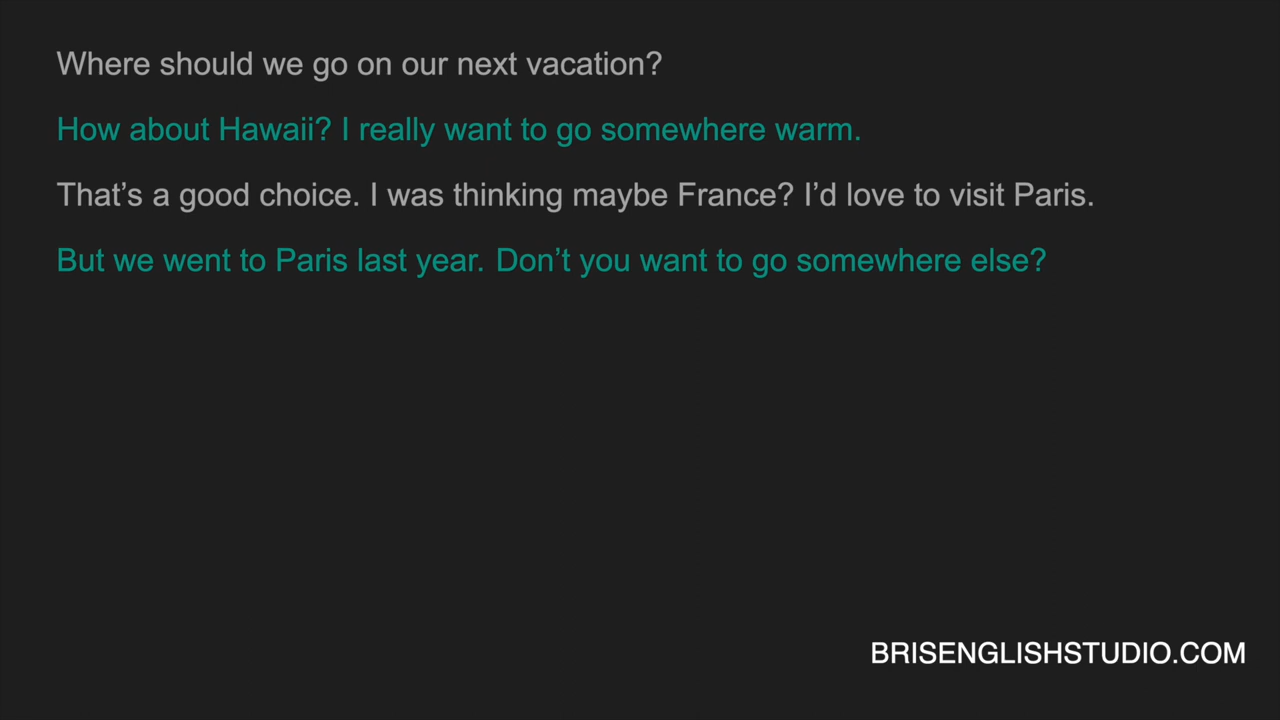 Where should we go on our next vacation?
How about Hawaii? I really want to go somewhere warm.
That’s a good choice. I was thinking maybe France? I’d love to visit Paris.
But we went to Paris last year. Don’t you want to go somewhere else?
BRISENGLISHSTUDIO.COM